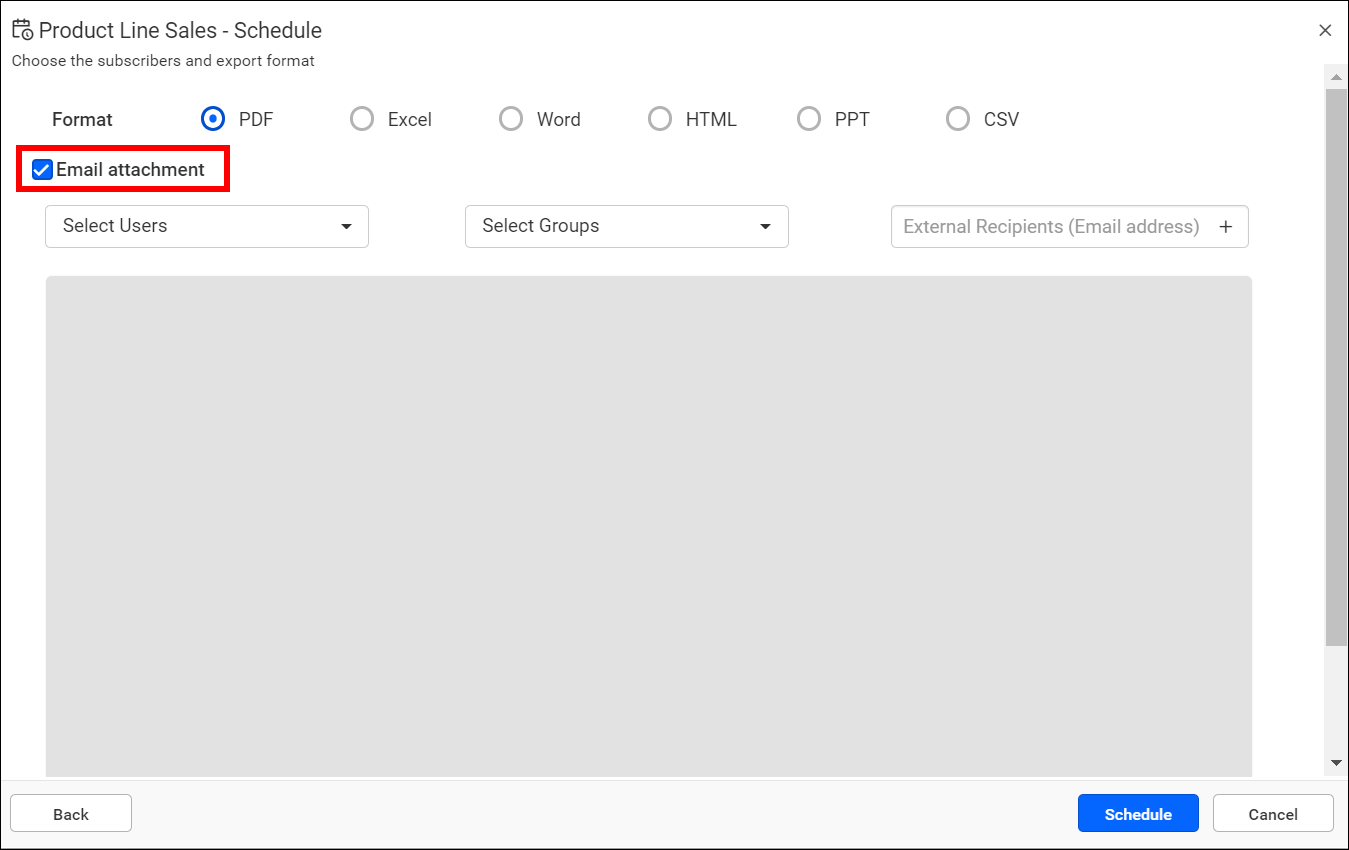 Product Line Sales - Schedule
Choose the subscribers and export format
Format PDF Excel Word HTML PPT CSV
Email attachment
Select Users Select Groups External Recipients (Email address) +
Back Schedule Cancel